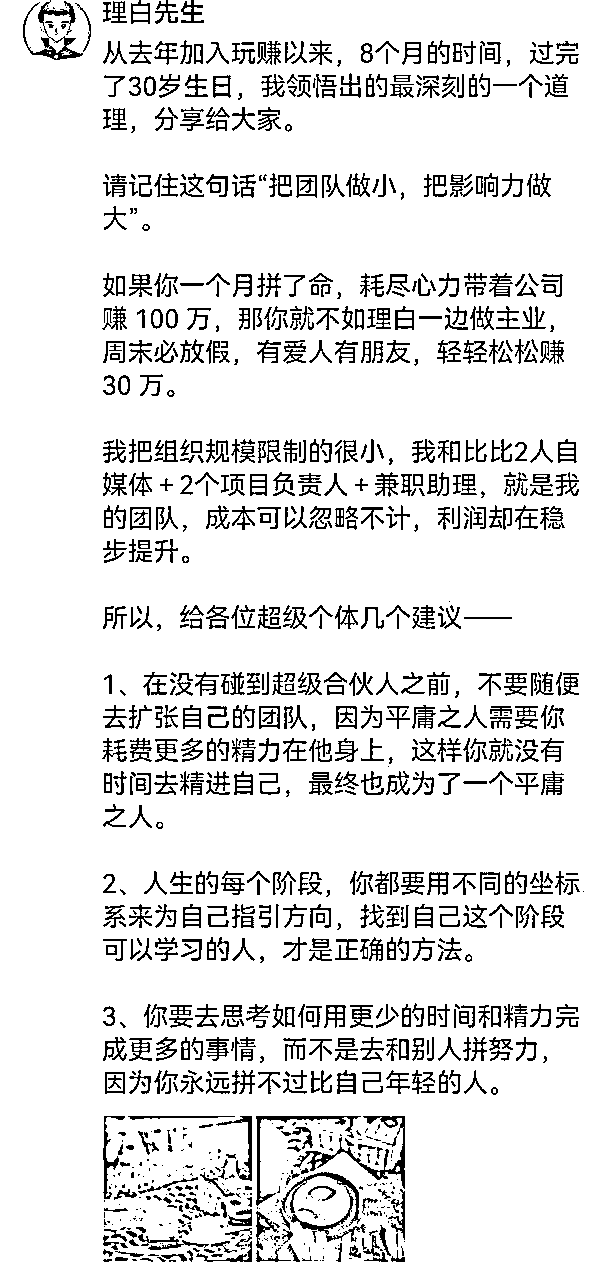 理白先生
从去年加入玩赚以来，8个月的时间，过完
了30岁生日，我领悟出的最深刻的一个道
理，分享给大家。
请记住这句话“把团队做小，把影响力做
大”。
如果你一个月拼了命，耗尽心力带着公司
赚 100 万，那你就不如理白一边做主业，
周末必放假，有爱人有朋友，轻轻松松赚
30 万。
我把组织规模限制的很小，我和比比2人自
媒体＋2个项目负责人＋兼职助理，就是我
的团队，成本可以忽略不计，利润却在稳
步提升。
所以，给各位超级个体几个建议——
1、在没有碰到超级合伙人之前，不要随便
去扩张自己的团队，因为平庸之人需要你
耗费更多的精力在他身上，这样你就没有
时间去精进自己，最终也成为了一个平庸
之人。
2、人生的每个阶段，你都要用不同的坐标
系来为自己指引方向，找到自己这个阶段
可以学习的人，才是正确的方法。
3、你要去思考如何用更少的时间和精力完
成更多的事情，而不是去和别人拼努力，
因为你永远拼不过比自己年轻的人。